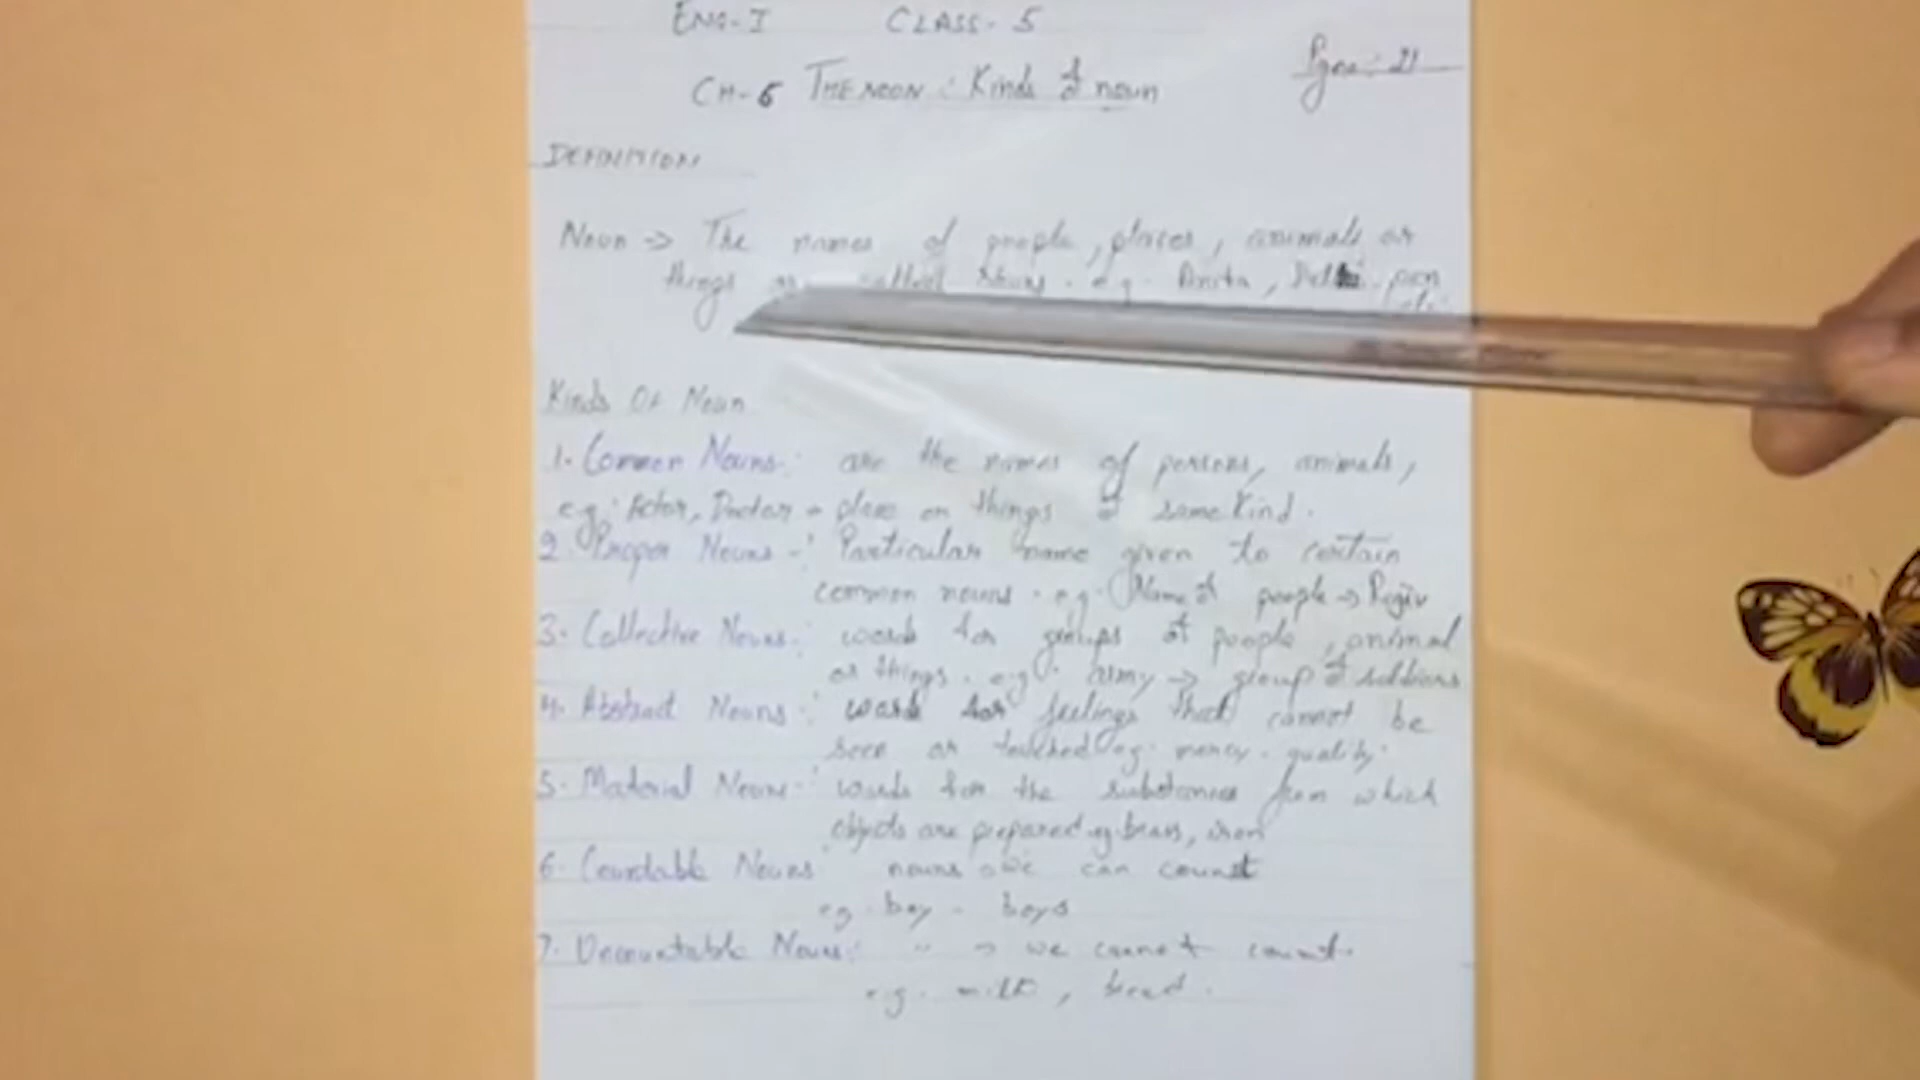 ENG-I CLASS-5
Pgno: 21
CH-6 THE NOUN : Kinds of noun
DEFINITION
Noun -> The names of people, places, animals or
things called Nouns. e.g. Anita, Delhi, pen
Kinds Of Noun
1. Common Nouns: are the names of persons, animals,
e.g. Actor, Doctor place or things of same kind.
2. Proper Nouns -: Particular name given to certain
common nouns. e.g. Name of people -> Rajiv
3. Collective Nouns: words for groups of people, animal
or things. e.g. army -> group of soldiers
4. Abstract Nouns: words for feelings that cannot be
seen or touched e.g. mercy. quality.
5. Material Nouns: words for the substances from which
objects are prepared eg. brass, iron
6. Countable Nouns: nouns we can count
eg. boy - boys
7. Uncountable Nouns: " -> we cannot count.
e.g. milk, bread.